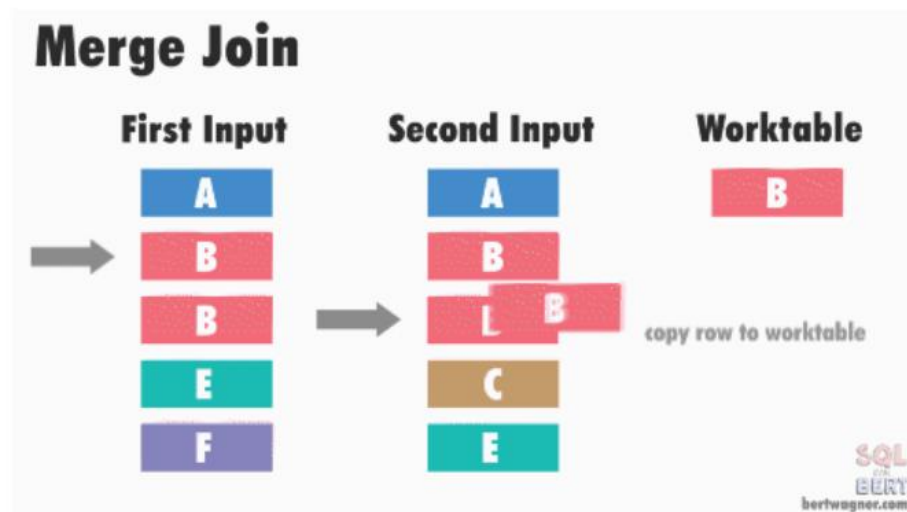 Merge Join
First Input
Second Input
Worktable
A
A
B
B
B
B
B
copy row to worktable
E
C
F
E
SQL
BERT
bertwagner.com